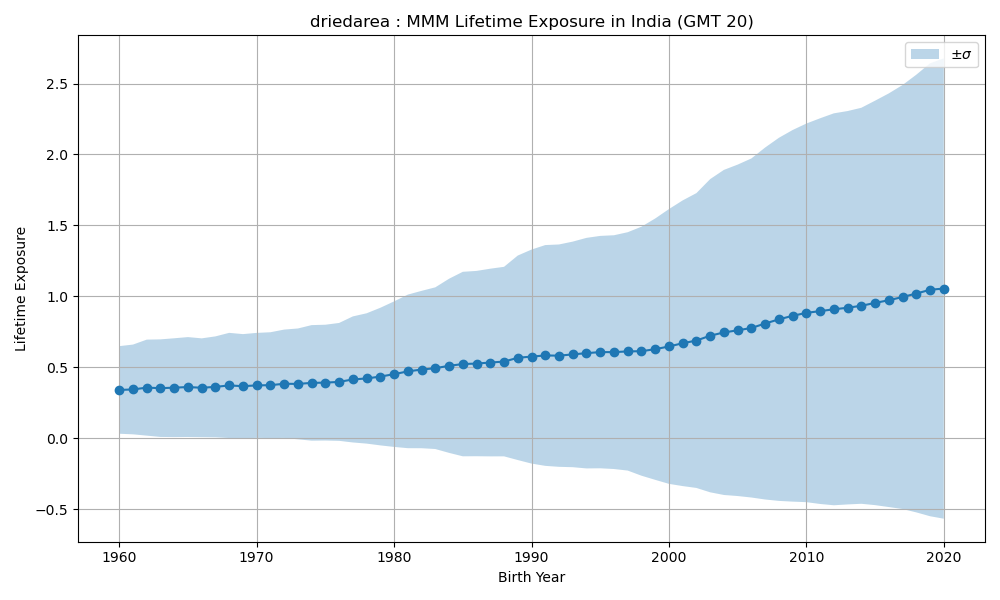 driedarea : MMM Lifetime Exposure in India (GMT 20)
±σ
Lifetime Exposure
2.5
2.0
1.5
1.0
0.5
0.0
−0.5
1960 1970 1980 1990 2000 2010 2020
Birth Year